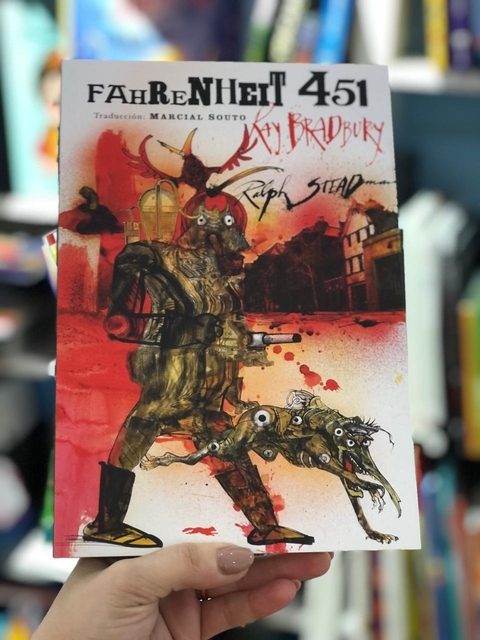 FAHRENHEIT 451
Traducción: MARCIAL SOUTO
RAY BRADBURY
Ralph STEADman